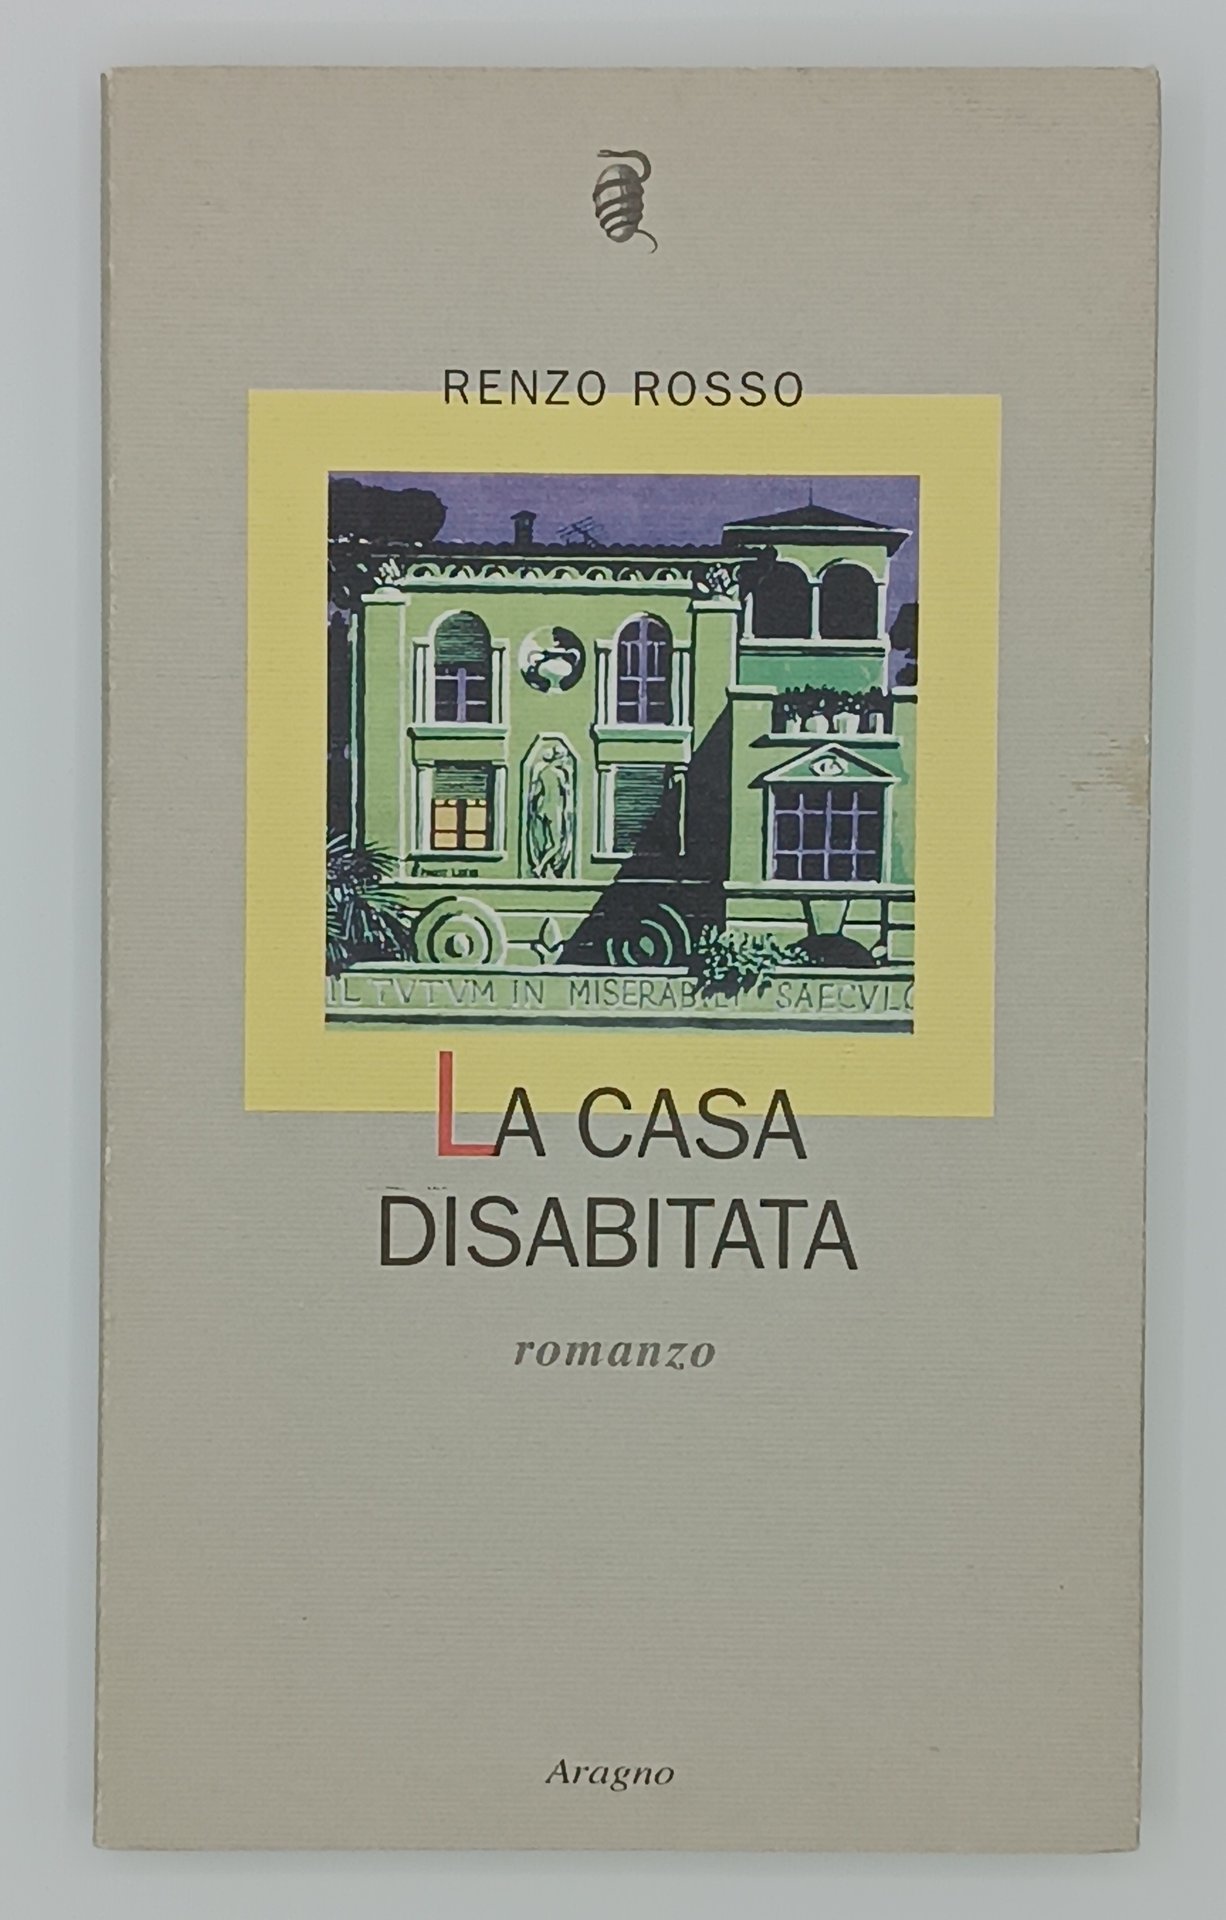 RENZO ROSSO
IL TVTVM IN MISERABILI SAECVLO
LA CASA
DISABITATA
romanzo
Aragno